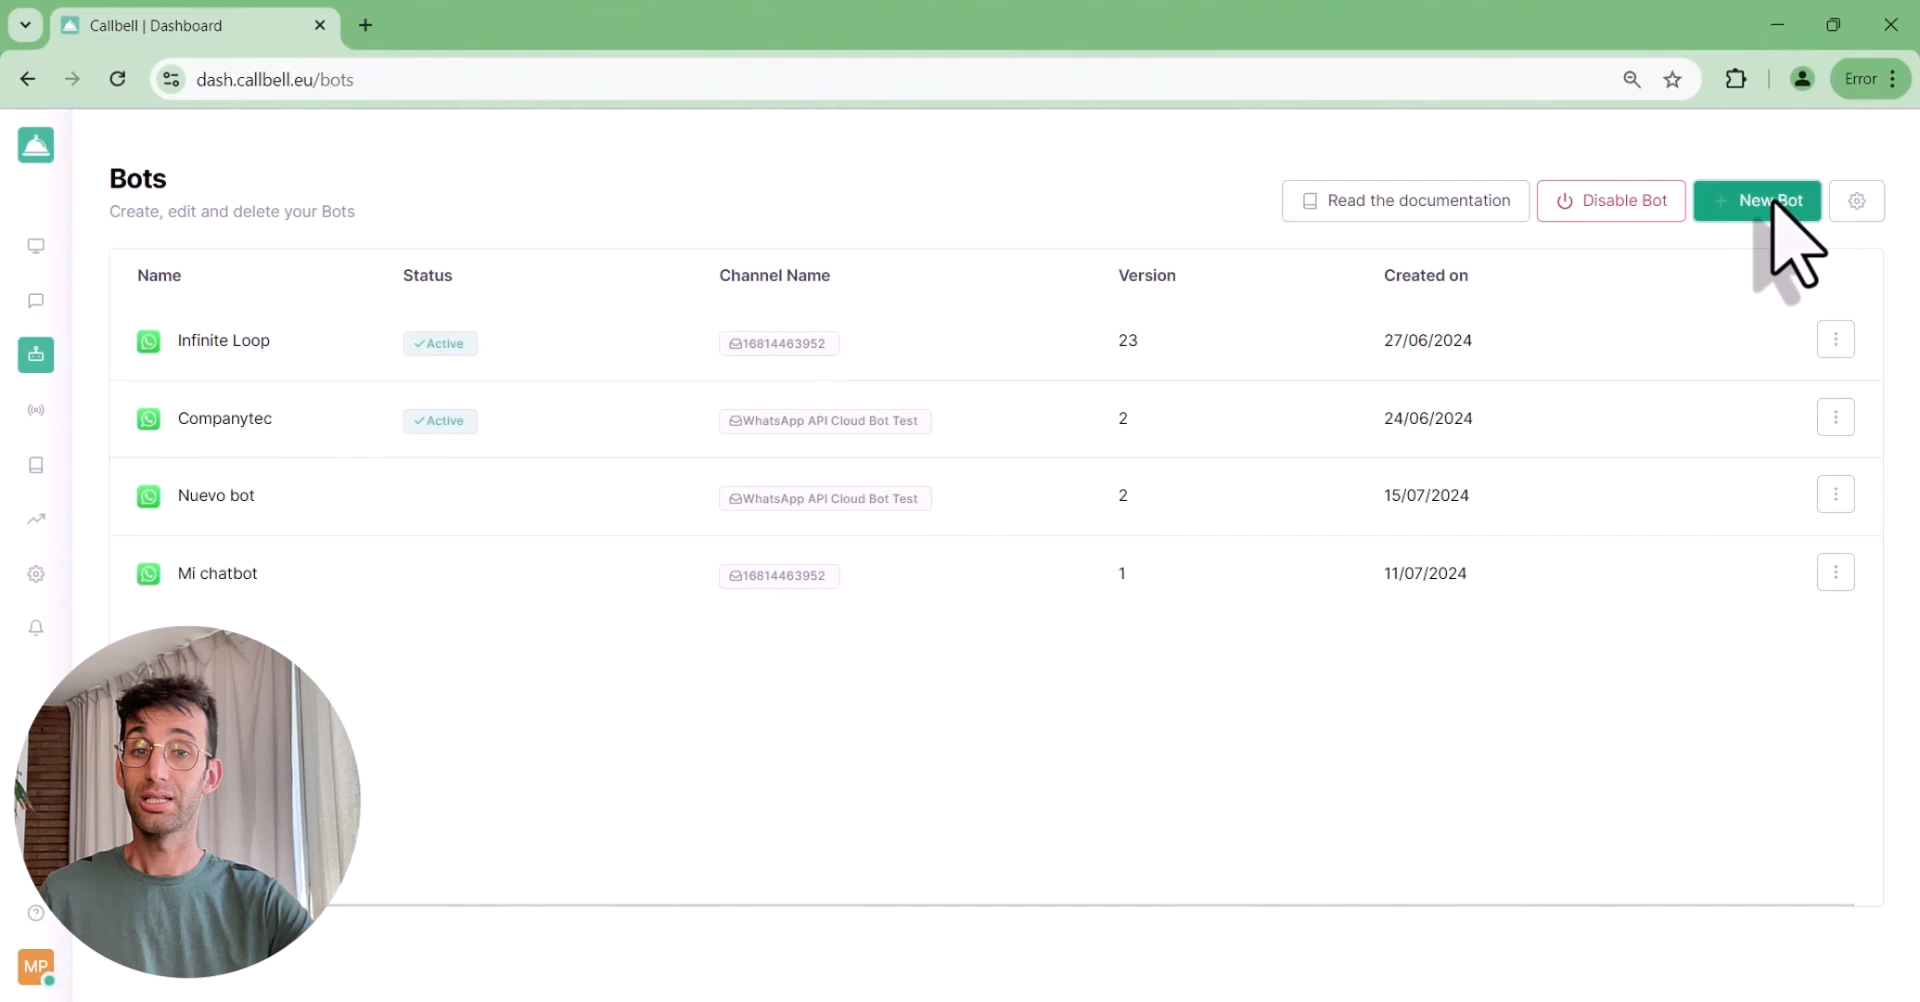 Callbell | Dashboard
dash.callbell.eu/bots
Error
Bots
Create, edit and delete your Bots
Read the documentation
Disable Bot
New Bot
Name Status Channel Name Version Created on
Infinite Loop Active 16814463952 23 27/06/2024
Companytec Active WhatsApp API Cloud Bot Test 2 24/06/2024
Nuevo bot WhatsApp API Cloud Bot Test 2 15/07/2024
Mi chatbot 16814463952 1 11/07/2024
MP